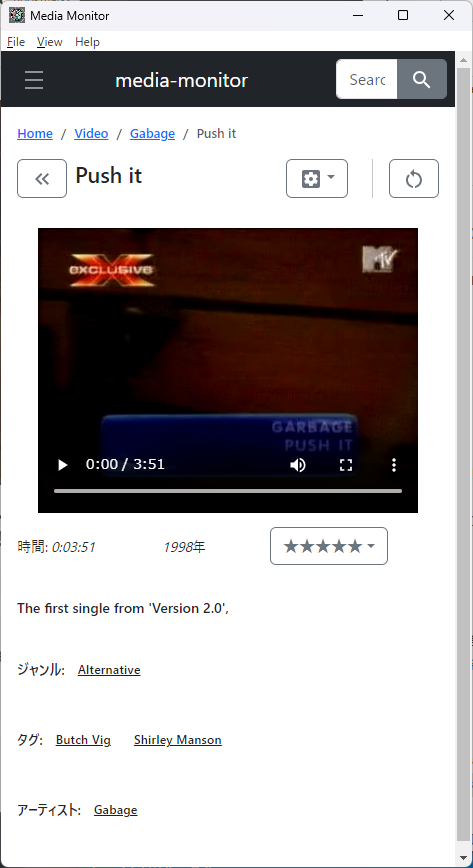 Media Monitor
File View Help
media-monitor Searc
Home / Video / Gabage / Push it
Push it
EXCLUSIVE
MTV
GARBAGE
PUSH IT
0:00 / 3:51
時間: 0:03:51 1998年 ★★★★★
The first single from 'Version 2.0',
ジャンル: Alternative
タグ: Butch Vig Shirley Manson
アーティスト: Gabage